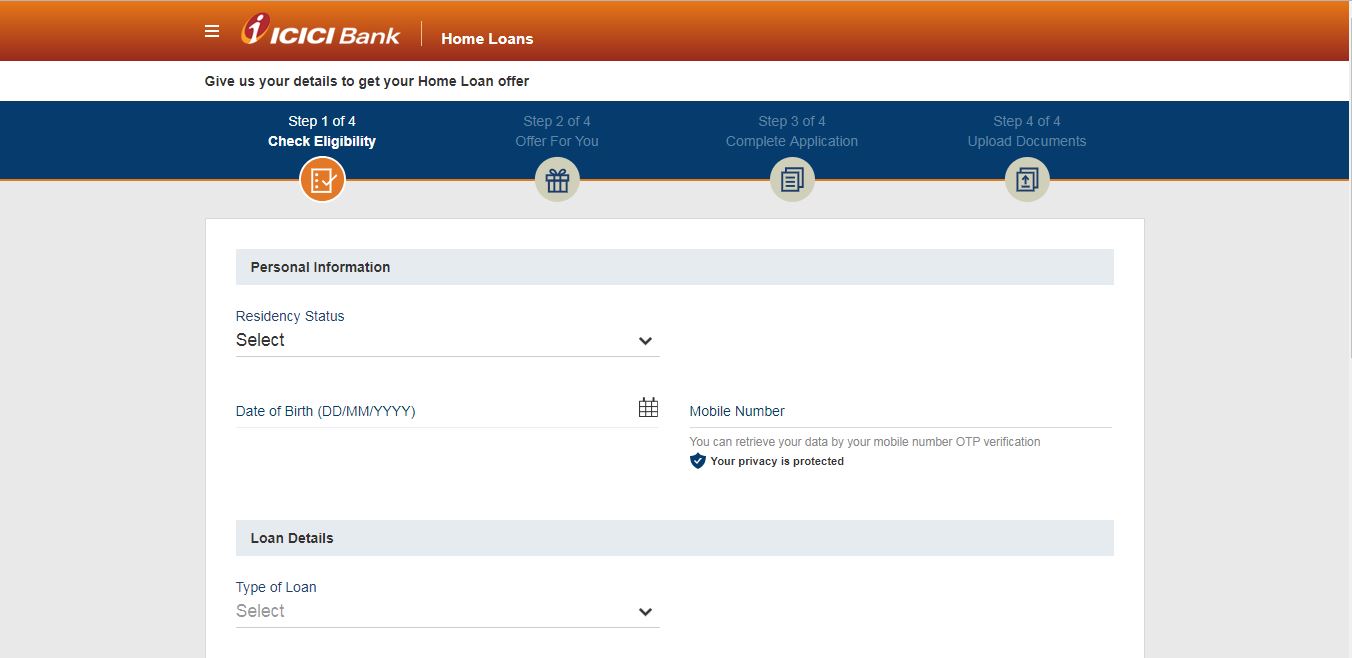 ICICI Bank
Home Loans
Give us your details to get your Home Loan offer
Step 1 of 4
Check Eligibility
Step 2 of 4
Offer For You
Step 3 of 4
Complete Application
Step 4 of 4
Upload Documents
Personal Information
Residency Status
Select
Date of Birth (DD/MM/YYYY)
Mobile Number
You can retrieve your data by your mobile number OTP verification
Your privacy is protected
Loan Details
Type of Loan
Select